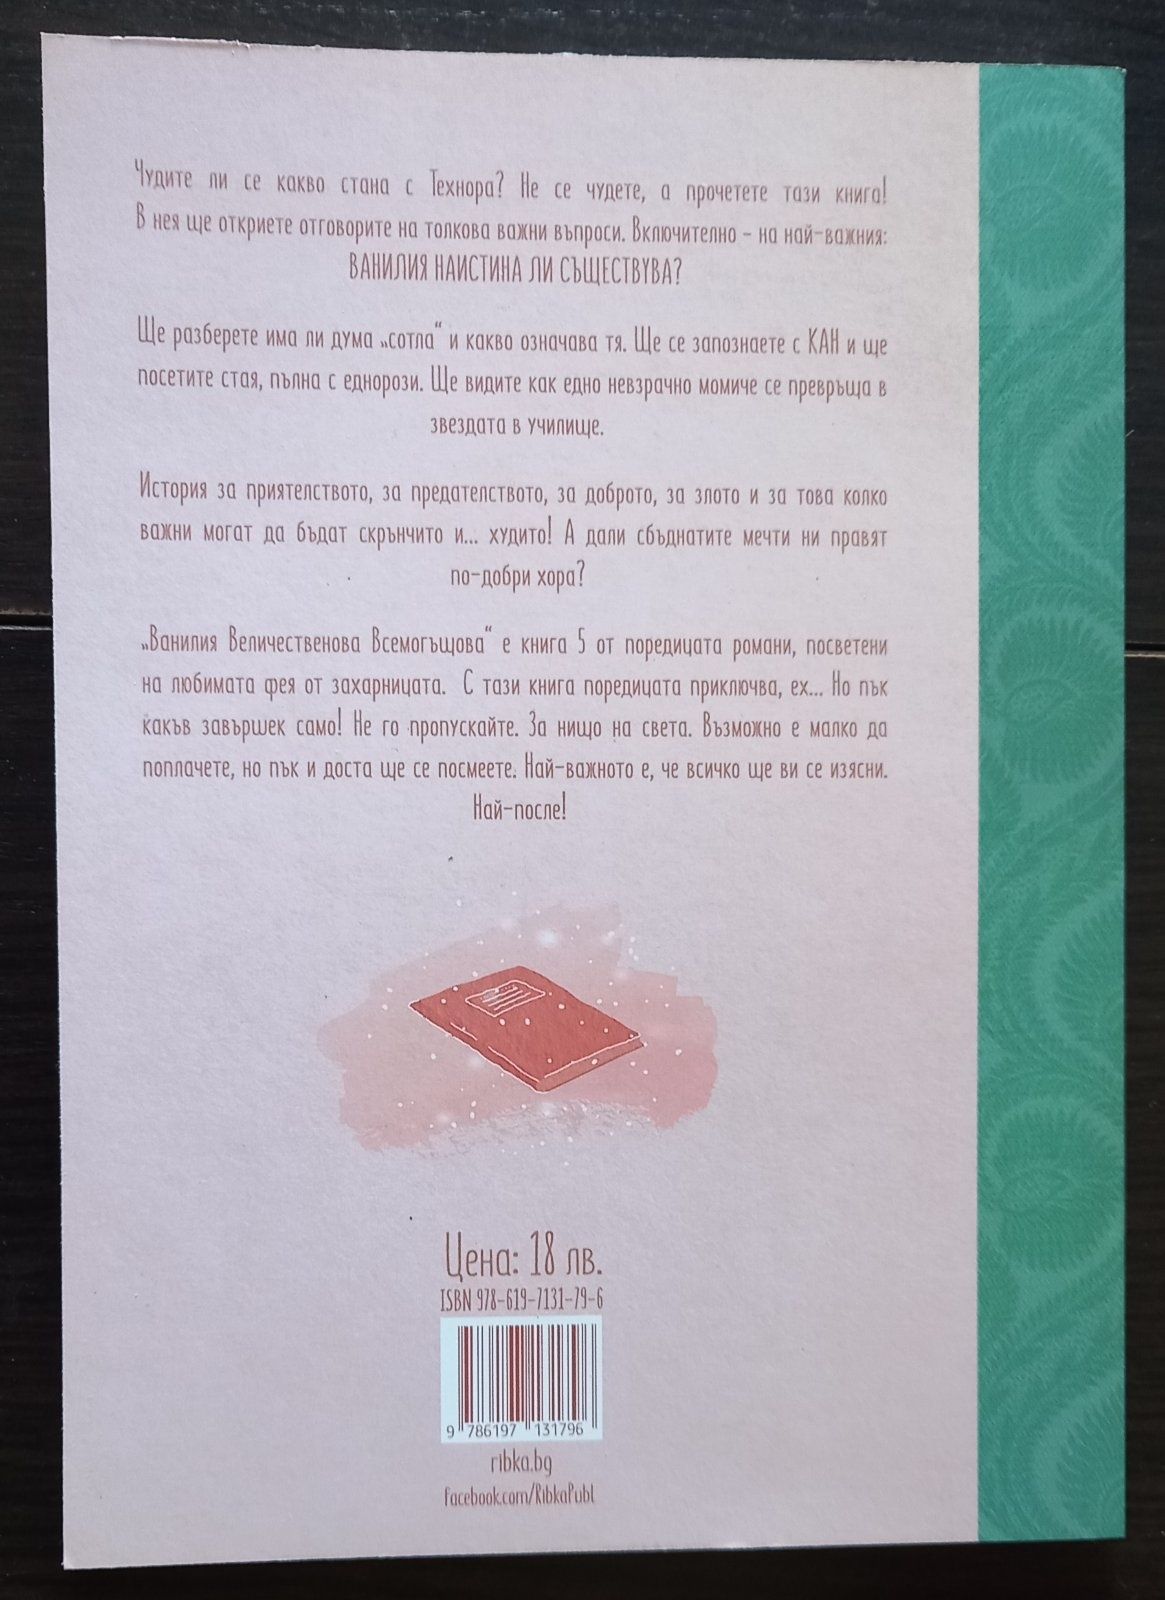 Чудите ли се какво стана с Технора? Не се чудете, а прочетете тази книга!
В нея ще откриете отговорите на толкова важни въпроси. Включително – на най-важния:
ВАНИЛИЯ НАИСТИНА ЛИ СЪЩЕСТВУВА?
Ще разберете има ли дума „сотла“ и какво означава тя. Ще се запознаете с КАН и ще
посетите стая, пълна с еднорози. Ще видите как едно невзрачно момиче се превръща в
звездата в училище.
История за приятелството, за предателството, за доброто, за злото и за това колко
важни могат да бъдат скрънчито и... худито! А дали сбъднатите мечти ни правят
по-добри хора?
„Ванилия Величественова Всемогъщова“ е книга 5 от поредицата романи, посветени
на любимата фея от захарницата. С тази книга поредицата приключва, ех... Но пък
какъв завършек само! Не го пропускайте. За нищо на света. Възможно е малко да
поплачете, но пък и доста ще се посмеете. Най-важното е, че всичко ще ви се изясни.
Най-после!
Цена: 18 лв.
ISBN 978-619-7131-79-6
9 786197 131796
ribka.bg
facebook.com/RibkaPubl